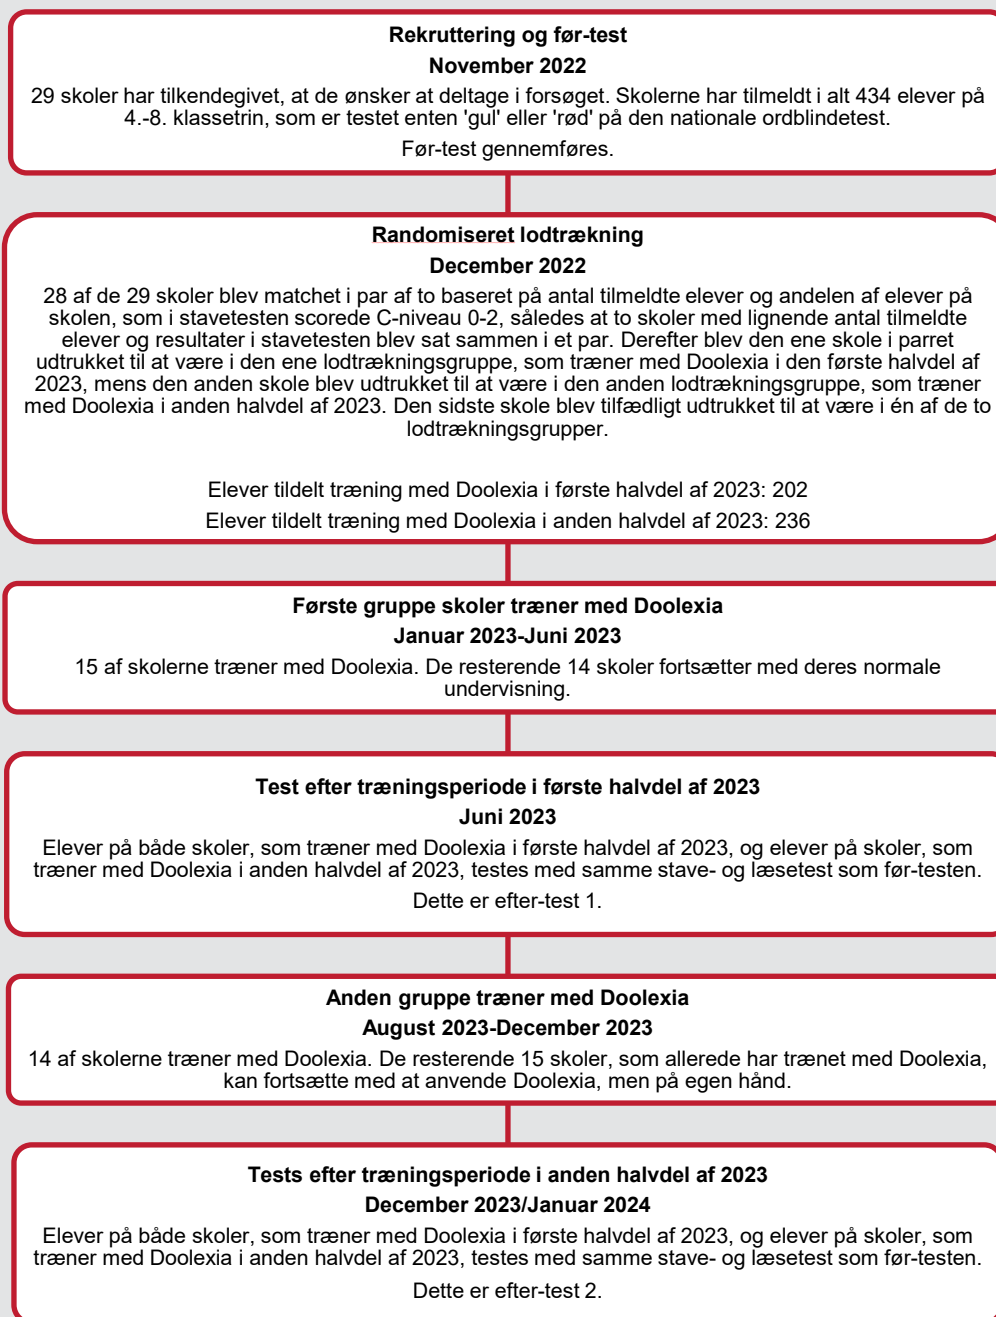 Rekruttering og før-test
November 2022
29 skoler har tilkendegivet, at de ønsker at deltage i forsøget. Skolerne har tilmeldt i alt 434 elever på
4.-8. klassetrin, som er testet enten 'gul' eller 'rød' på den nationale ordblindetest.
Før-test gennemføres.
Randomiseret lodtrækning
December 2022
28 af de 29 skoler blev matchet i par af to baseret på antal tilmeldte elever og andelen af elever på
skolen, som i stavetesten scorede C-niveau 0-2, således at to skoler med lignende antal tilmeldte
elever og resultater i stavetesten blev sat sammen i et par. Derefter blev den ene skole i parret
udtrukket til at være i den ene lodtrækningsgruppe, som træner med Doolexia i den første halvdel af
2023, mens den anden skole blev udtrukket til at være i den anden lodtrækningsgruppe, som træner
med Doolexia i anden halvdel af 2023. Den sidste skole blev tilfædligt udtrukket til at være i én af de to
lodtrækningsgrupper.
Elever tildelt træning med Doolexia i første halvdel af 2023: 202
Elever tildelt træning med Doolexia i anden halvdel af 2023: 236
Første gruppe skoler træner med Doolexia
Januar 2023-Juni 2023
15 af skolerne træner med Doolexia. De resterende 14 skoler fortsætter med deres normale
undervisning.
Test efter træningsperiode i første halvdel af 2023
Juni 2023
Elever på både skoler, som træner med Doolexia i første halvdel af 2023, og elever på skoler, som
træner med Doolexia i anden halvdel af 2023, testes med samme stave- og læsetest som før-testen.
Dette er efter-test 1.
Anden gruppe træner med Doolexia
August 2023-December 2023
14 af skolerne træner med Doolexia. De resterende 15 skoler, som allerede har trænet med Doolexia,
kan fortsætte med at anvende Doolexia, men på egen hånd.
Tests efter træningsperiode i anden halvdel af 2023
December 2023/Januar 2024
Elever på både skoler, som træner med Doolexia i første halvdel af 2023, og elever på skoler, som
træner med Doolexia i anden halvdel af 2023, testes med samme stave- og læsetest som før-testen.
Dette er efter-test 2.